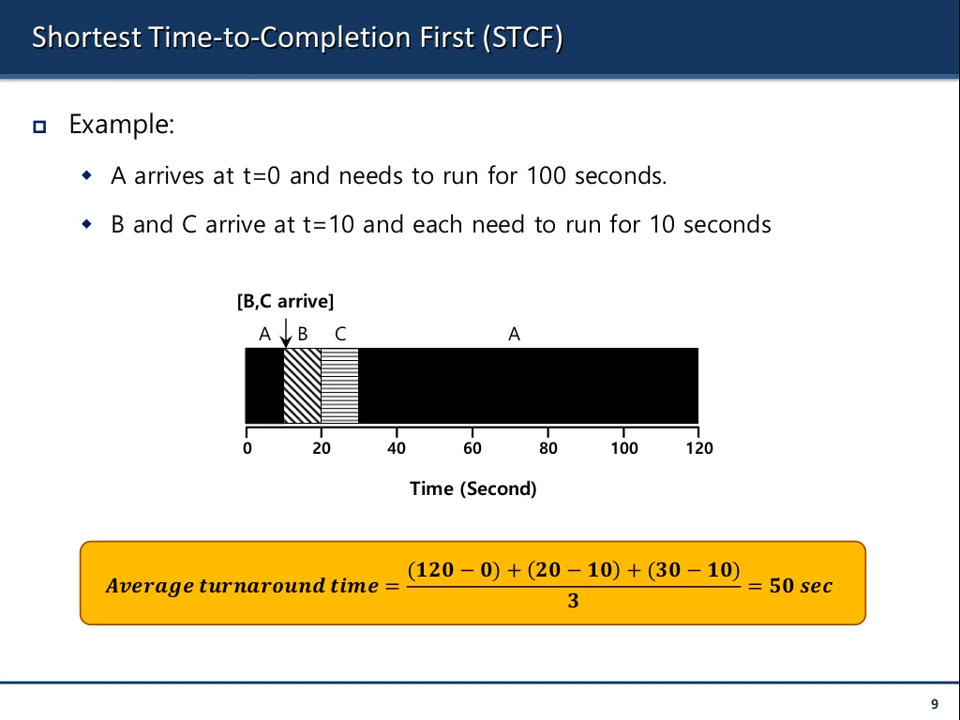 Shortest Time-to-Completion First (STCF)
Example:
A arrives at t=0 and needs to run for 100 seconds.
B and C arrive at t=10 and each need to run for 10 seconds
[B,C arrive]
A B C A
0 20 40 60 80 100 120
Time (Second)
Average turnaround time = \frac{(120 − 0) + (20 − 10) + (30 − 10)}{3} = 50 sec
9